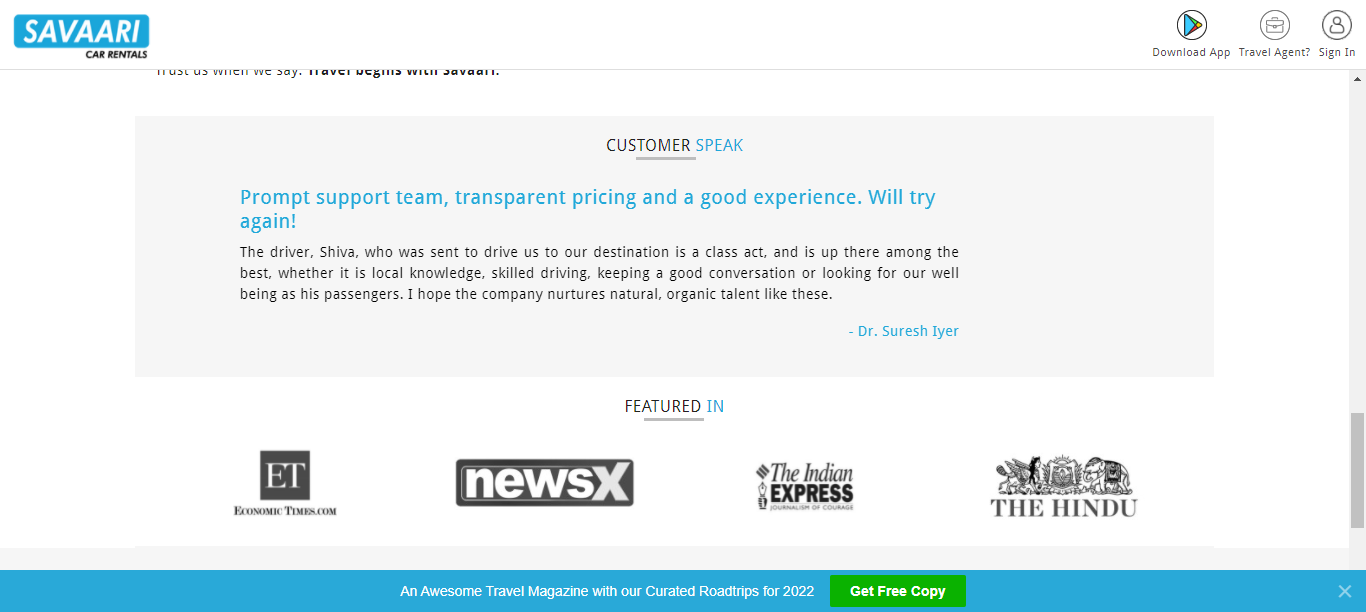 SAVAARI
CAR RENTALS
Download App
Travel Agent?
Sign In
Trust us when we say: Travel begins with Savaari.
CUSTOMER SPEAK
Prompt support team, transparent pricing and a good experience. Will try
again!
The driver, Shiva, who was sent to drive us to our destination is a class act, and is up there among the
best, whether it is local knowledge, skilled driving, keeping a good conversation or looking for our well
being as his passengers. I hope the company nurtures natural, organic talent like these.
- Dr. Suresh Iyer
FEATURED IN
ET
ECONOMIC TIMES.COM
newsX
The Indian
EXPRESS
JOURNALISM OF COURAGE
THE HINDU
An Awesome Travel Magazine with our Curated Roadtrips for 2022
Get Free Copy